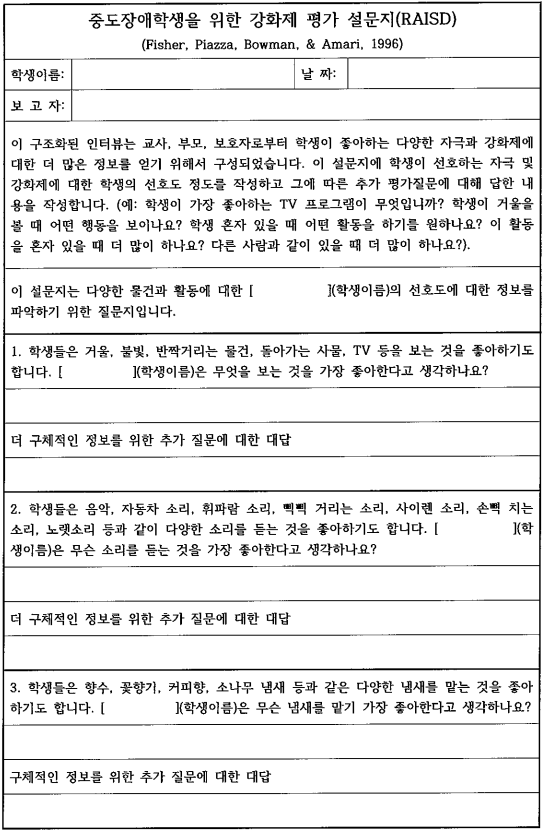 중도장애학생을 위한 강화제 평가 설문지(RAISD)
(Fisher, Piazza, Bowman, & Amari, 1996)
학생이름: 날 짜:
보 고 자:
이 구조화된 인터뷰는 교사, 부모, 보호자로부터 학생이 좋아하는 다양한 자극과 강화제에
대한 더 많은 정보를 얻기 위해서 구성되었습니다. 이 설문지에 학생이 선호하는 자극 및
강화제에 대한 학생의 선호도 정도를 작성하고 그에 따른 추가 평가질문에 대해 답한 내
용을 작성합니다. (예: 학생이 가장 좋아하는 TV 프로그램이 무엇입니까? 학생이 거울을
볼 때 어떤 행동을 보이나요? 학생 혼자 있을 때 어떤 활동을 하기를 원하나요? 이 활동
을 혼자 있을 때 더 많이 하나요? 다른 사람과 같이 있을 때 더 많이 하나요?).
이 설문지는 다양한 물건과 활동에 대한 [ ](학생이름)의 선호도에 대한 정보를
파악하기 위한 질문지입니다.
1. 학생들은 거울, 불빛, 반짝거리는 물건, 돌아가는 사물, TV 등을 보는 것을 좋아하기도
합니다. [ ](학생이름)은 무엇을 보는 것을 가장 좋아한다고 생각하나요?
더 구체적인 정보를 위한 추가 질문에 대한 대답
2. 학생들은 음악, 자동차 소리, 휘파람 소리, 삑삑 거리는 소리, 사이렌 소리, 손뼉 치는
소리, 노랫소리 등과 같이 다양한 소리를 듣는 것을 좋아하기도 합니다. [ ](학
생이름)은 무슨 소리를 듣는 것을 가장 좋아한다고 생각하나요?
더 구체적인 정보를 위한 추가 질문에 대한 대답
3. 학생들은 향수, 꽃향기, 커피향, 소나무 냄새 등과 같은 다양한 냄새를 맡는 것을 좋아
하기도 합니다. [ ](학생이름)은 무슨 냄새를 맡기 가장 좋아한다고 생각하나요?
구체적인 정보를 위한 추가 질문에 대한 대답